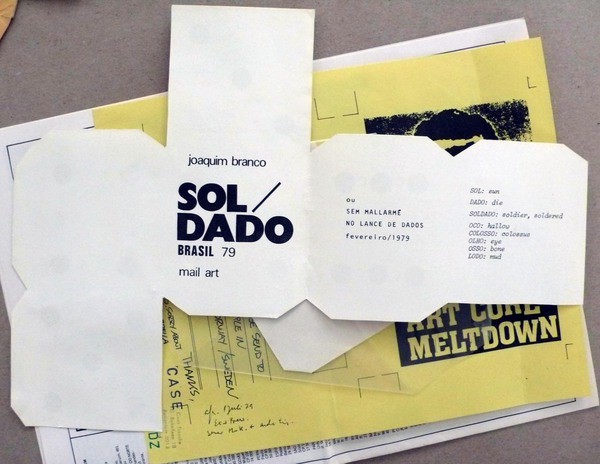 joaquim branco
SOL/
DADO
BRASIL 79
mail art
ou
SEM MALLARMÉ
NO LANCE DE DADOS
fevereiro/1979
SOL: sun
DADO: die
SOLDADO: soldier, soldered
OCO: hallow
COLOSSO: colossus
OLHO: eye
OSSO: bone
LODO: mud
ART CORE
MELTDOWN
THANKS,
CASE